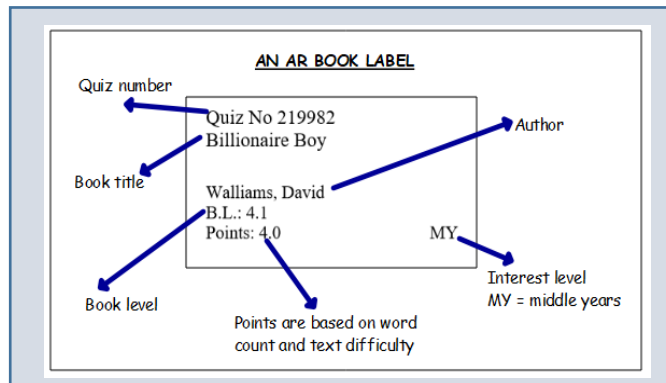 AN AR BOOK LABEL
Quiz number
Quiz No 219982
Billionaire Boy
Author
Book title
Walliams, David
B.L.: 4.1
Points: 4.0 MY
Book level
Interest level
MY = middle years
Points are based on word
count and text difficulty